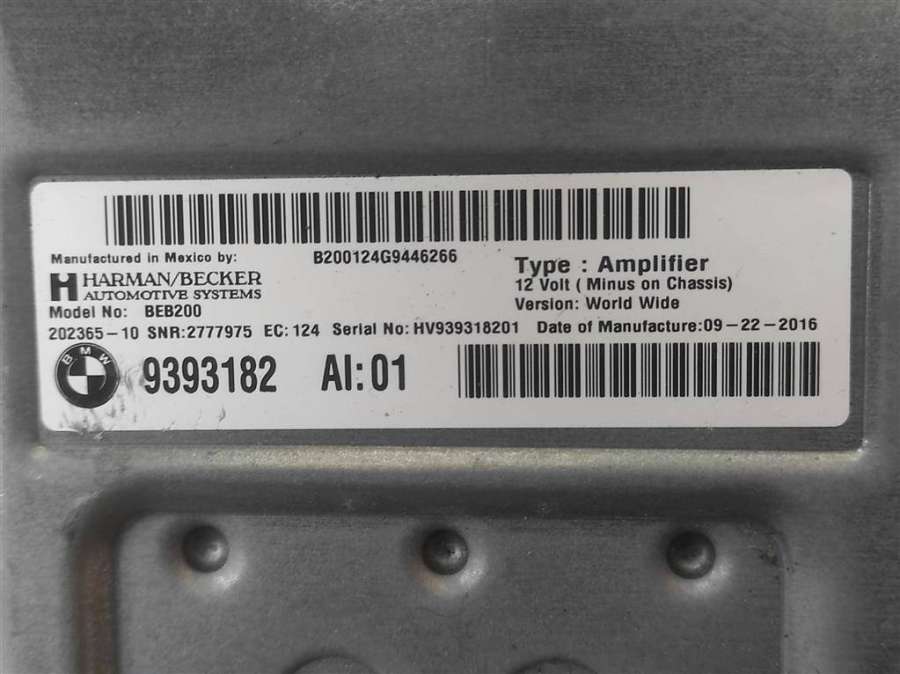 B200124G9446266
Manufactured in Mexico by:
HARMAN/BECKER
AUTOMOTIVE SYSTEMS
Type : Amplifier
12 Volt ( Minus on Chassis)
Version: World Wide
Model No: BEB200
202365-10 SNR:2777975 EC:124 Serial No: HV939318201 Date of Manufacture:09-22-2016
BMW 9393182 AI:01